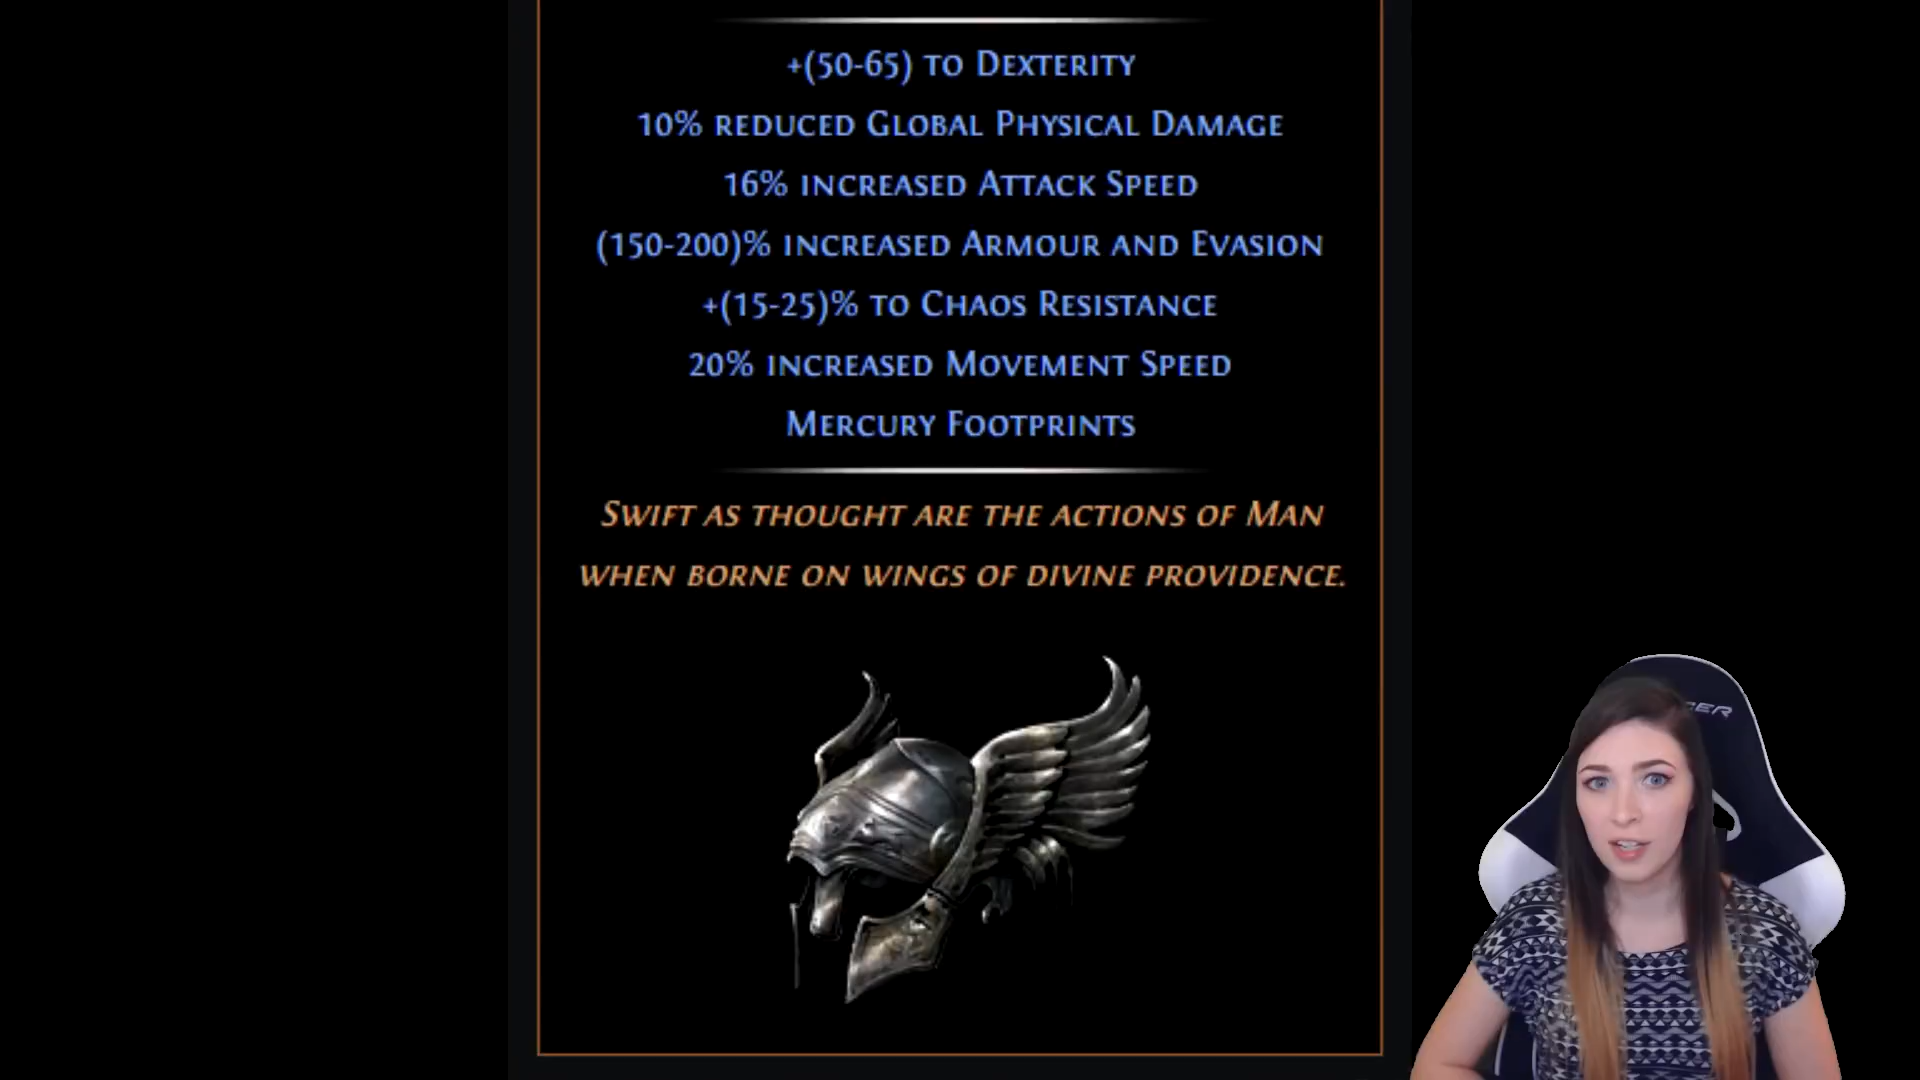 +(50-65) to Dexterity
10% reduced Global Physical Damage
16% increased Attack Speed
(150-200)% increased Armour and Evasion
+(15-25)% to Chaos Resistance
20% increased Movement Speed
Mercury Footprints
Swift as thought are the actions of Man
when borne on wings of divine providence.